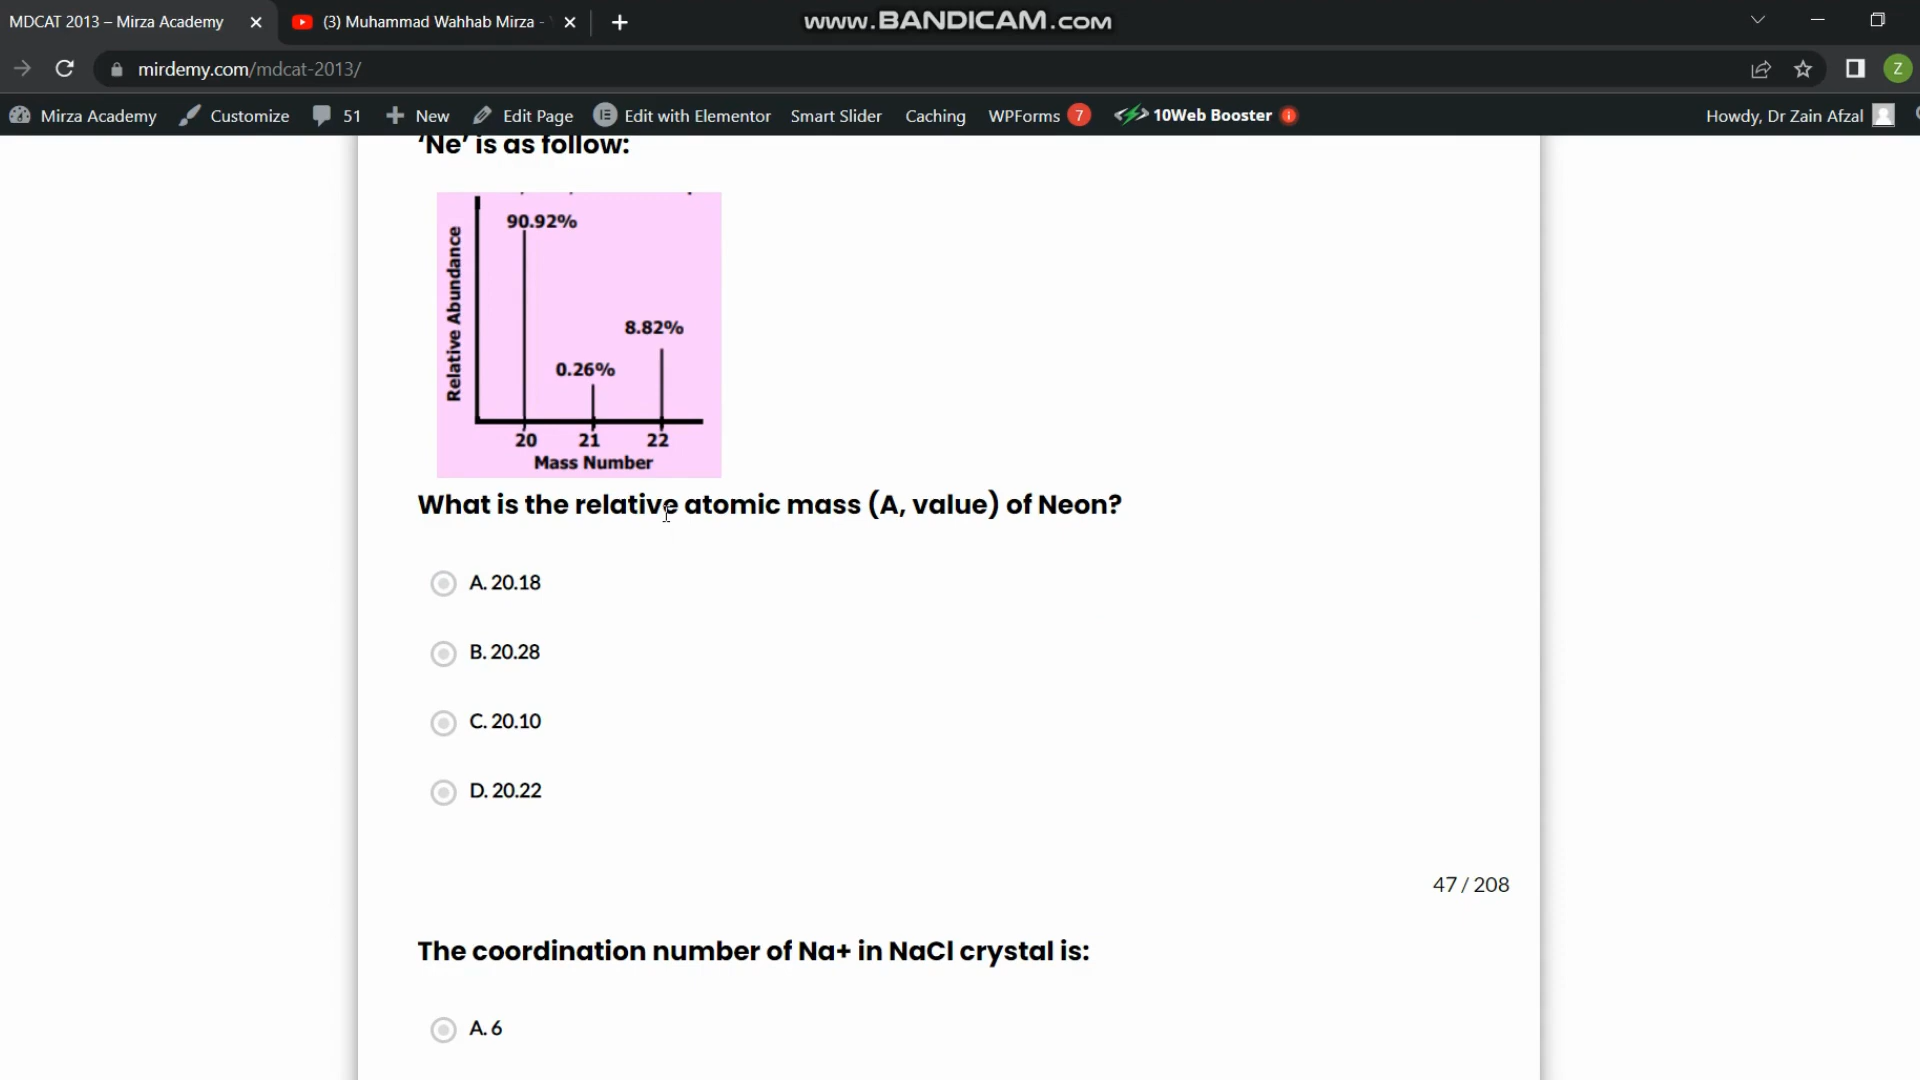 MDCAT 2013 – Mirza Academy
(3) Muhammad Wahhab Mirza -
www.BANDICAM.com
mirdemy.com/mdcat-2013/
Z
Mirza Academy
Customize
51
New
Edit Page
Edit with Elementor
Smart Slider
Caching
WPForms 7
10Web Booster
Howdy, Dr Zain Afzal
‘Ne’ is as follow:
90.92%
8.82%
0.26%
Relative Abundance
20 21 22
Mass Number
What is the relative atomic mass (A, value) of Neon?
A. 20.18
B. 20.28
C. 20.10
D. 20.22
47 / 208
The coordination number of Na+ in NaCl crystal is:
A. 6